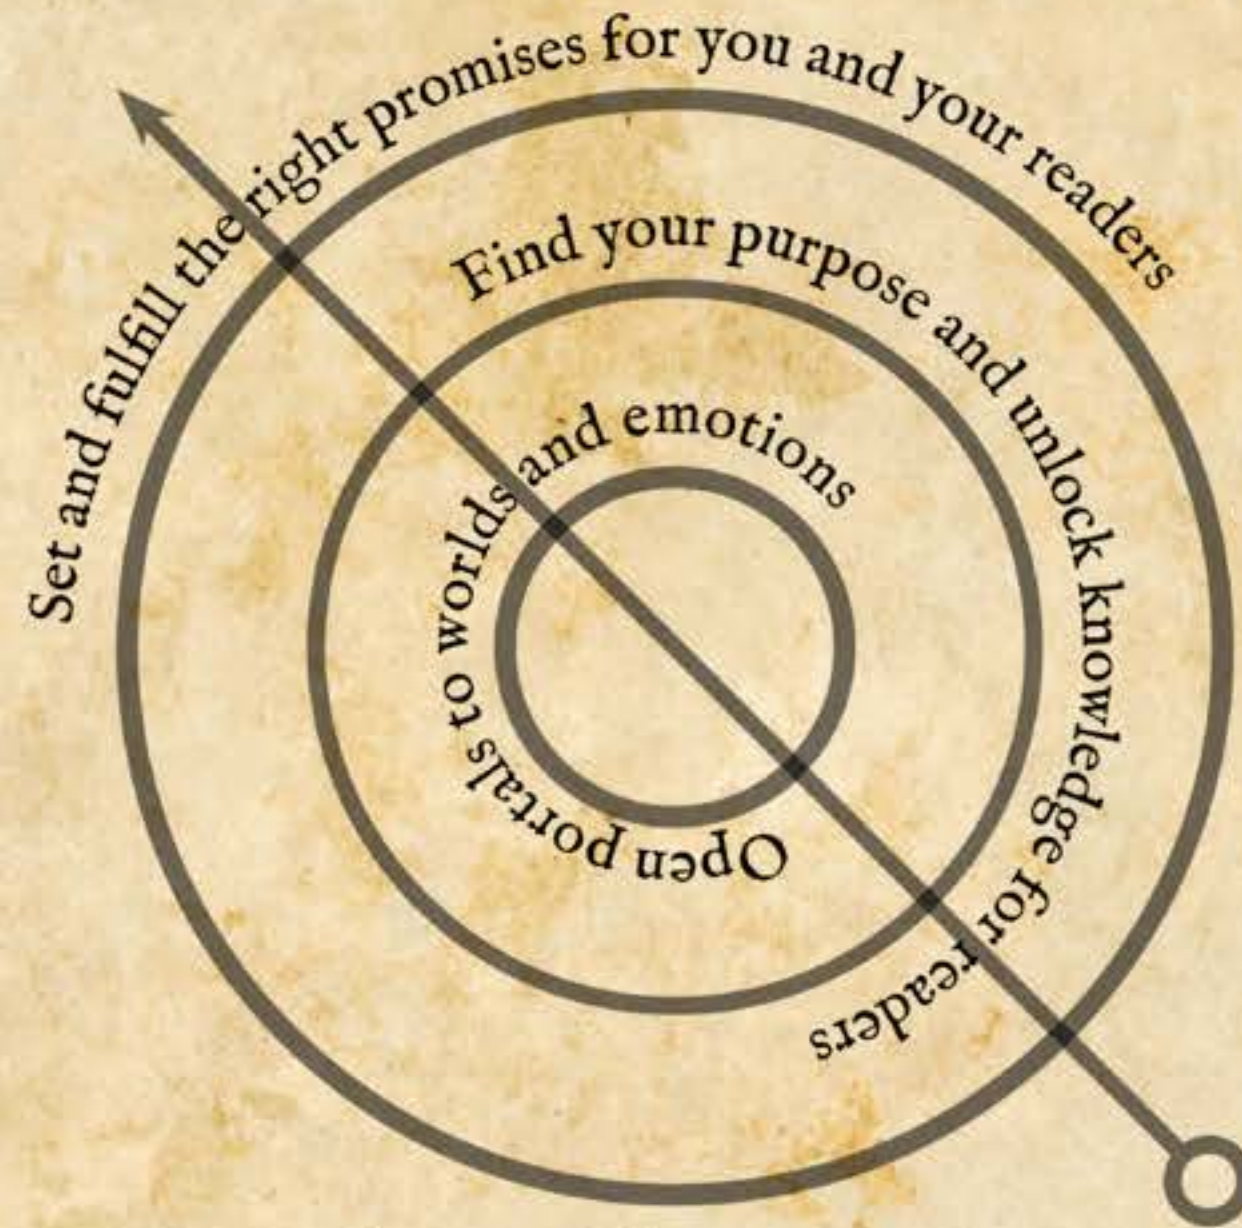 Set and fulfill the right promises for you and your readers
Find your purpose and unlock knowledge for readers
Open portals to worlds and emotions